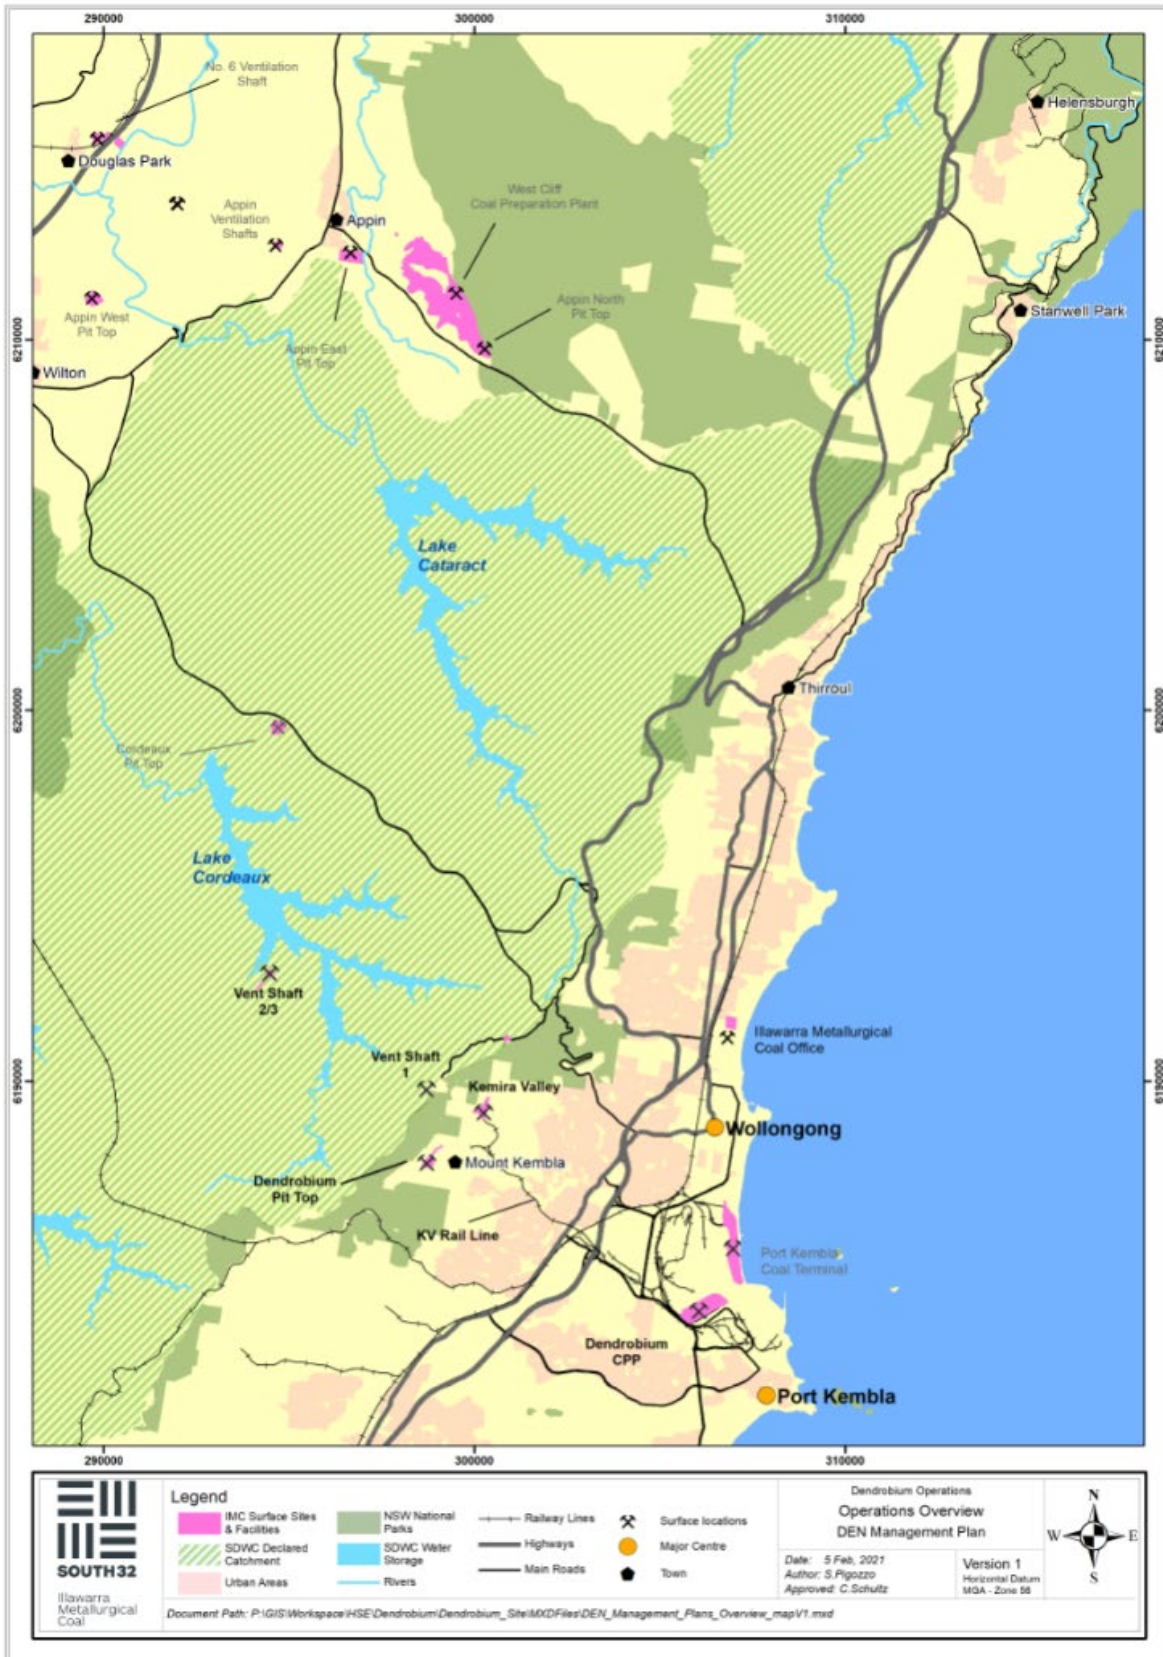 290000
300000
310000
No. 6 Ventilation
Shaft
Helensburgh
Douglas Park
West Cliff
Coal Preparation Plant
Appin
Ventilation
Shafts
Appin
Appin West
Pit Top
Appin North
Pit Top
Stanwell Park
Appin East
Pit Top
6210000
6210000
Wilton
Lake
Cataract
Thirroul
6200000
6200000
Cordeaux
Pit Top
Lake
Cordeaux
Vent Shaft
2/3
Illawarra Metallurgical
Coal Office
Vent Shaft
1
Kemira Valley
6190000
6190000
Wollongong
Mount Kembla
Dendrobium
Pit Top
KV Rail Line
Port Kembla
Coal Terminal
Dendrobium
CPP
Port Kembla
290000
300000
310000
SOUTH32
Illawarra
Metallurgical
Coal
Legend
IMC Surface Sites
& Facilities
SDWC Declared
Catchment
Urban Areas
NSW National
Parks
SDWC Water
Storage
Rivers
Railway Lines
Highways
Main Roads
Surface locations
Major Centre
Town
Dendrobium Operations
Operations Overview
DEN Management Plan
Date: 5 Feb, 2021
Author: S.Pigozzo
Approved: C.Schultz
Version 1
Horizontal Datum
MGA - Zone 56
N
W
E
S
Document Path: P:\GIS\Workspace\HSE\Dendrobium\Dendrobium_Site\MXDFiles\DEN_Management_Plans_Overview_mapV1.mxd